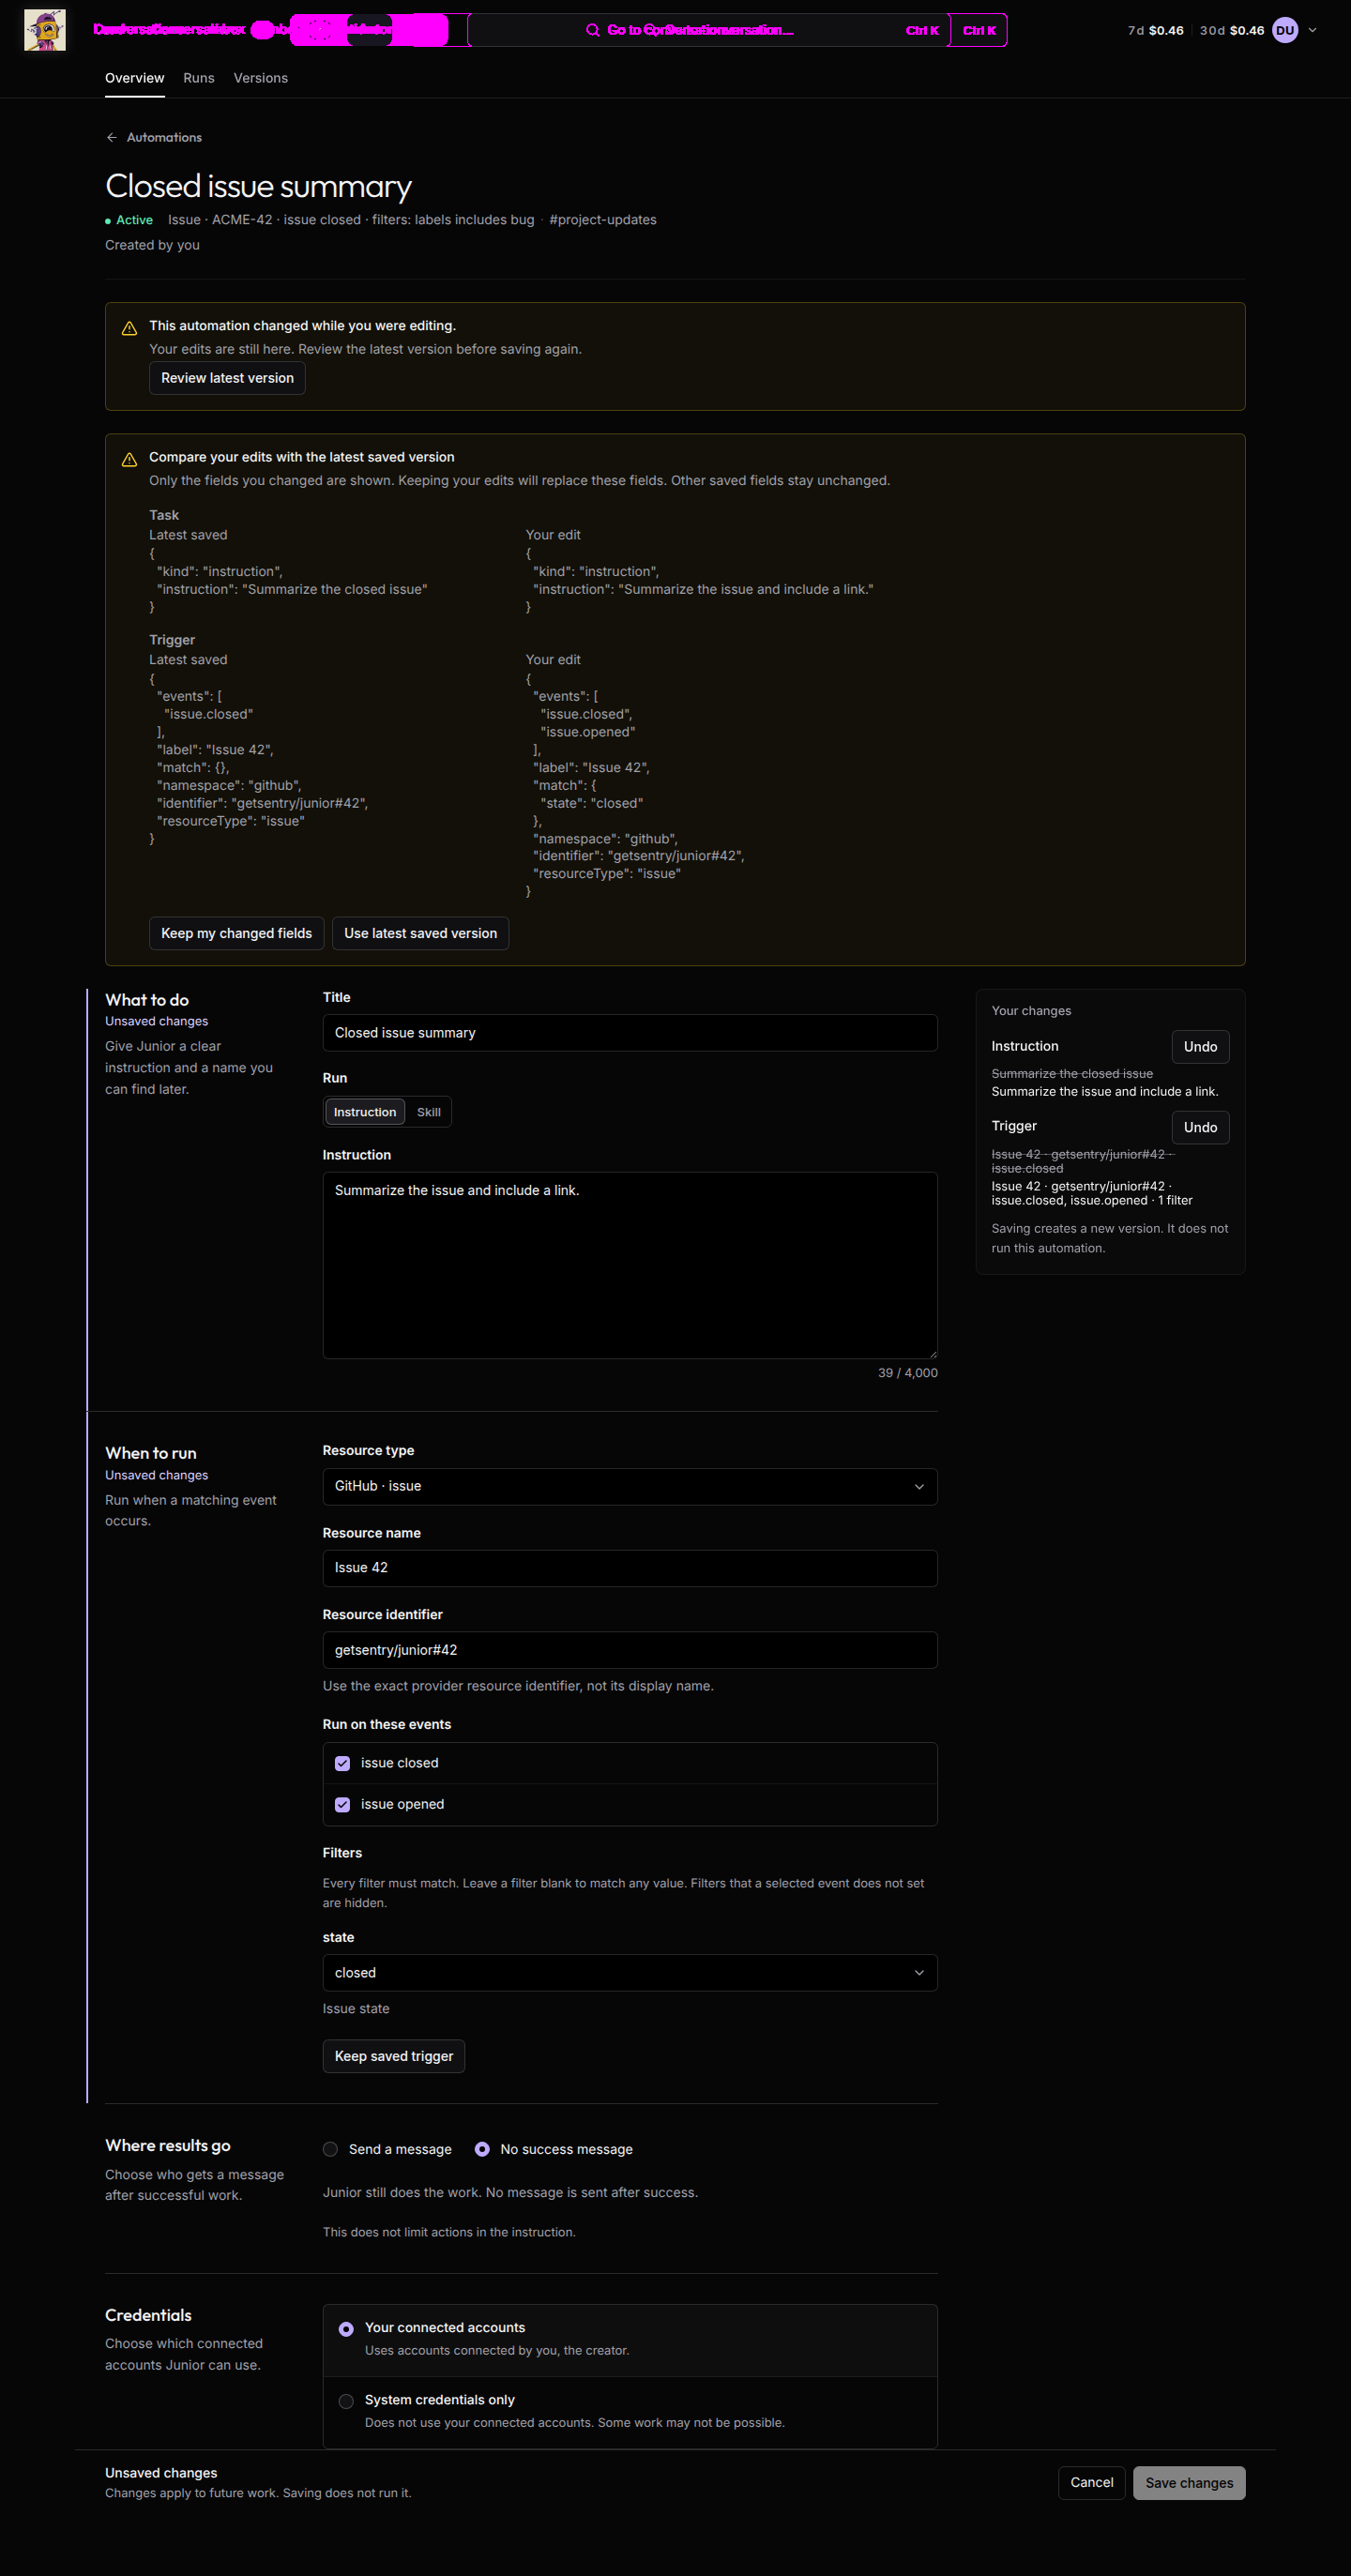 Ctrl K
Ctrl K
7d $0.46
30d $0.46
DU
Overview
Runs
Versions
Automations
Closed issue summary
Active
Issue · ACME-42 · issue closed · filters: labels includes bug · #project-updates
Created by you
This automation changed while you were editing.
Your edits are still here. Review the latest version before saving again.
Review latest version
Compare your edits with the latest saved version
Only the fields you changed are shown. Keeping your edits will replace these fields. Other saved fields stay unchanged.
Task
Latest saved
{
"kind": "instruction",
"instruction": "Summarize the closed issue"
}
Your edit
{
"kind": "instruction",
"instruction": "Summarize the issue and include a link."
}
Trigger
Latest saved
{
"events": [
"issue.closed"
],
"label": "Issue 42",
"match": {},
"namespace": "github",
"identifier": "getsentry/junior#42",
"resourceType": "issue"
}
Your edit
{
"events": [
"issue.closed",
"issue.opened"
],
"label": "Issue 42",
"match": {
"state": "closed"
},
"namespace": "github",
"identifier": "getsentry/junior#42",
"resourceType": "issue"
}
Keep my changed fields
Use latest saved version
What to do
Unsaved changes
Give Junior a clear
instruction and a name you
can find later.
Title
Closed issue summary
Run
Instruction
Skill
Instruction
Summarize the issue and include a link.
39 / 4,000
Your changes
Instruction
Undo
Summarize the closed issue
Summarize the issue and include a link.
Trigger
Undo
Issue 42 · getsentry/junior#42 ·
issue.closed
Issue 42 · getsentry/junior#42 ·
issue.closed, issue.opened · 1 filter
Saving creates a new version. It does not
run this automation.
When to run
Unsaved changes
Run when a matching event
occurs.
Resource type
GitHub · issue
Resource name
Issue 42
Resource identifier
getsentry/junior#42
Use the exact provider resource identifier, not its display name.
Run on these events
issue closed
issue opened
Filters
Every filter must match. Leave a filter blank to match any value. Filters that a selected event does not set
are hidden.
state
closed
Issue state
Keep saved trigger
Where results go
Choose who gets a message
after successful work.
Send a message
No success message
Junior still does the work. No message is sent after success.
This does not limit actions in the instruction.
Credentials
Choose which connected
accounts Junior can use.
Your connected accounts
Uses accounts connected by you, the creator.
System credentials only
Does not use your connected accounts. Some work may not be possible.
Unsaved changes
Changes apply to future work. Saving does not run it.
Cancel
Save changes